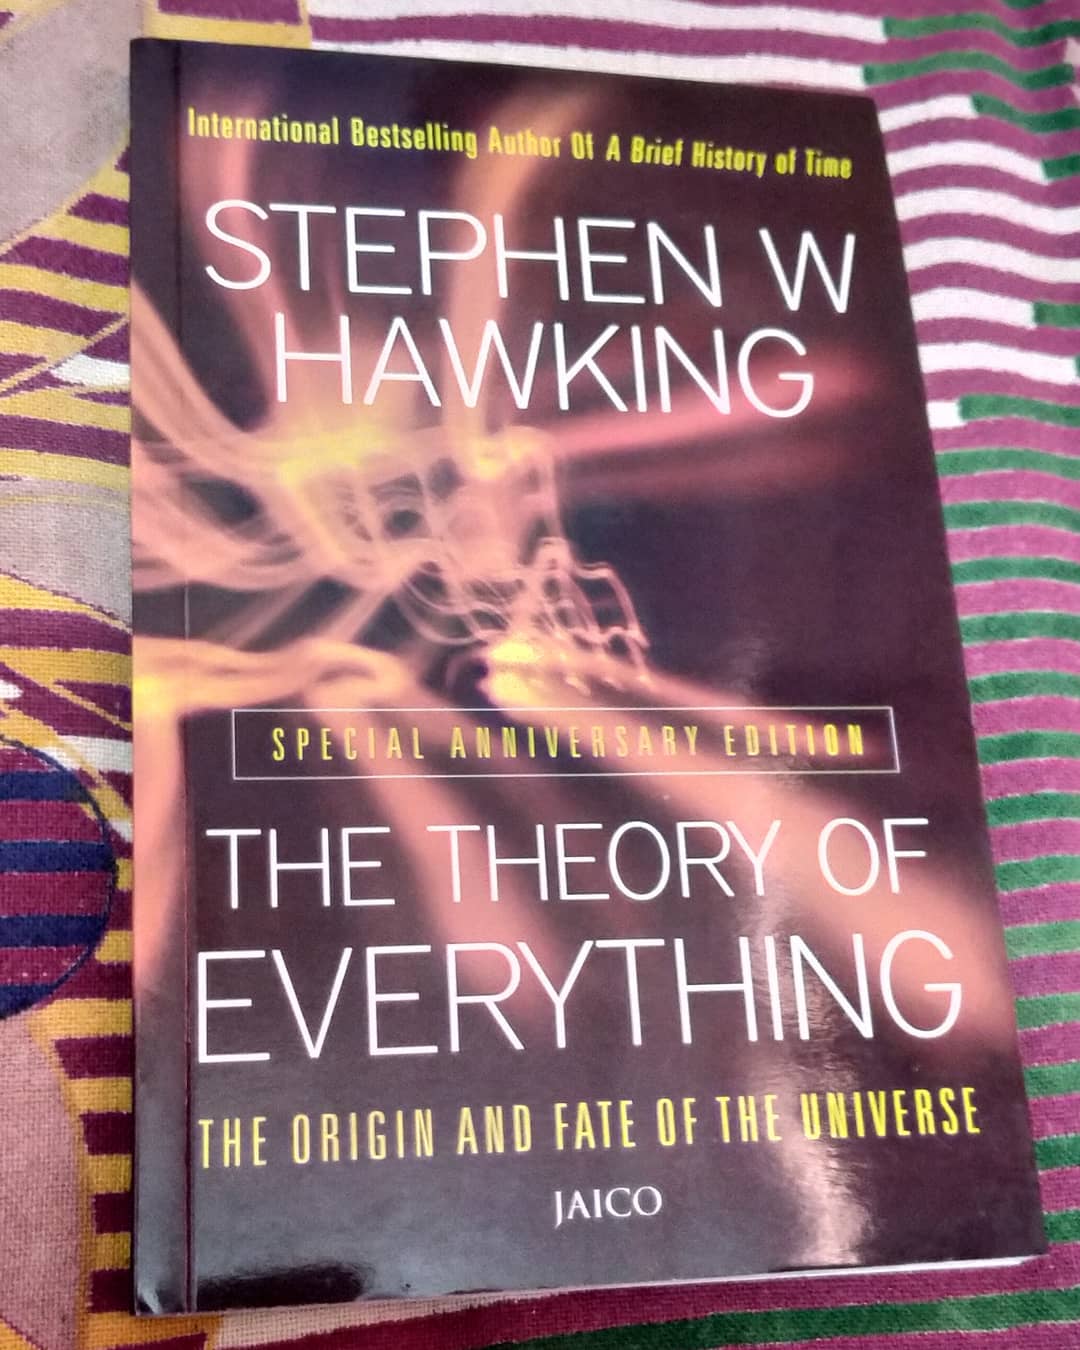 International Bestselling Author Of A Brief History of Time
STEPHEN W
HAWKING
SPECIAL ANNIVERSARY EDITION
THE THEORY OF
EVERYTHING
THE ORIGIN AND FATE OF THE UNIVERSE
JAICO